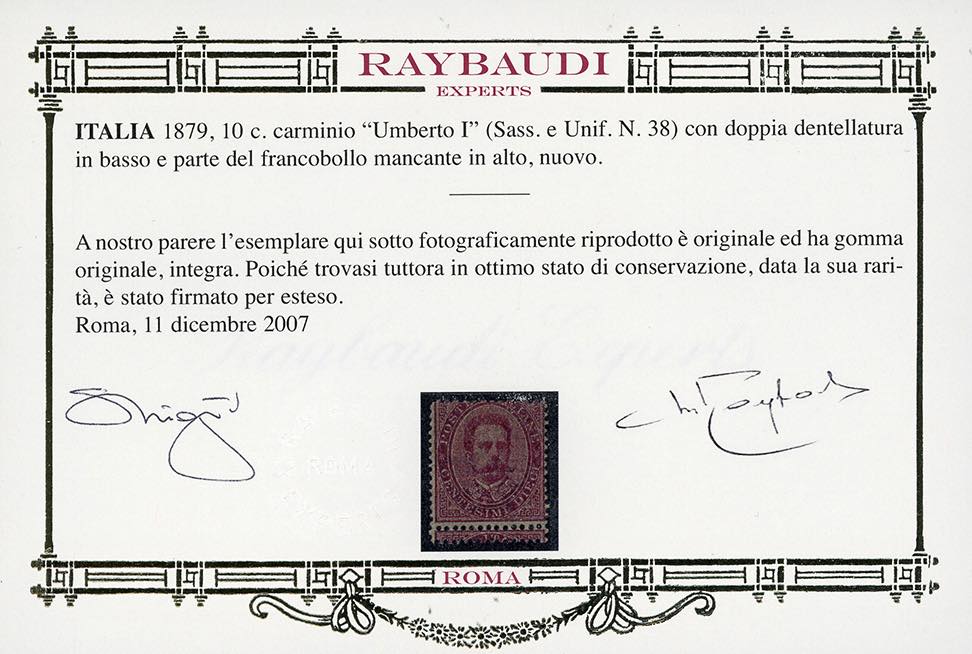 RAYBAUDI
EXPERTS
ITALIA 1879, 10 c. carminio “Umberto I” (Sass. e Unif. N. 38) con doppia dentellatura
in basso e parte del francobollo mancante in alto, nuovo.
A nostro parere l’esemplare qui sotto fotograficamente riprodotto è originale ed ha gomma
originale, integra. Poiché trovasi tuttora in ottimo stato di conservazione, data la sua rari-
tà, è stato firmato per esteso.
Roma, 11 dicembre 2007
Raybaudi Experts
ROMA
ROMA